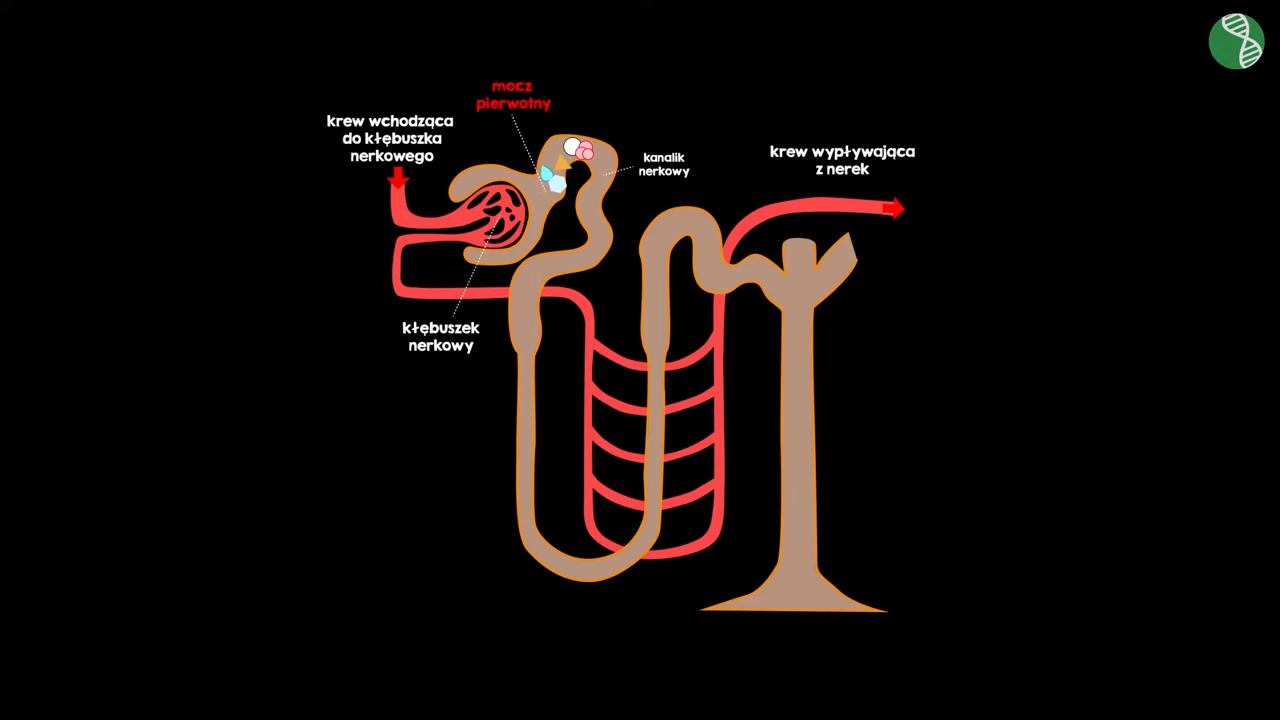 mocz
pierwotny
krew wchodząca
do kłębuszka
nerkowego
kanalik
nerkowy
krew wypływająca
z nerek
kłębuszek
nerkowy